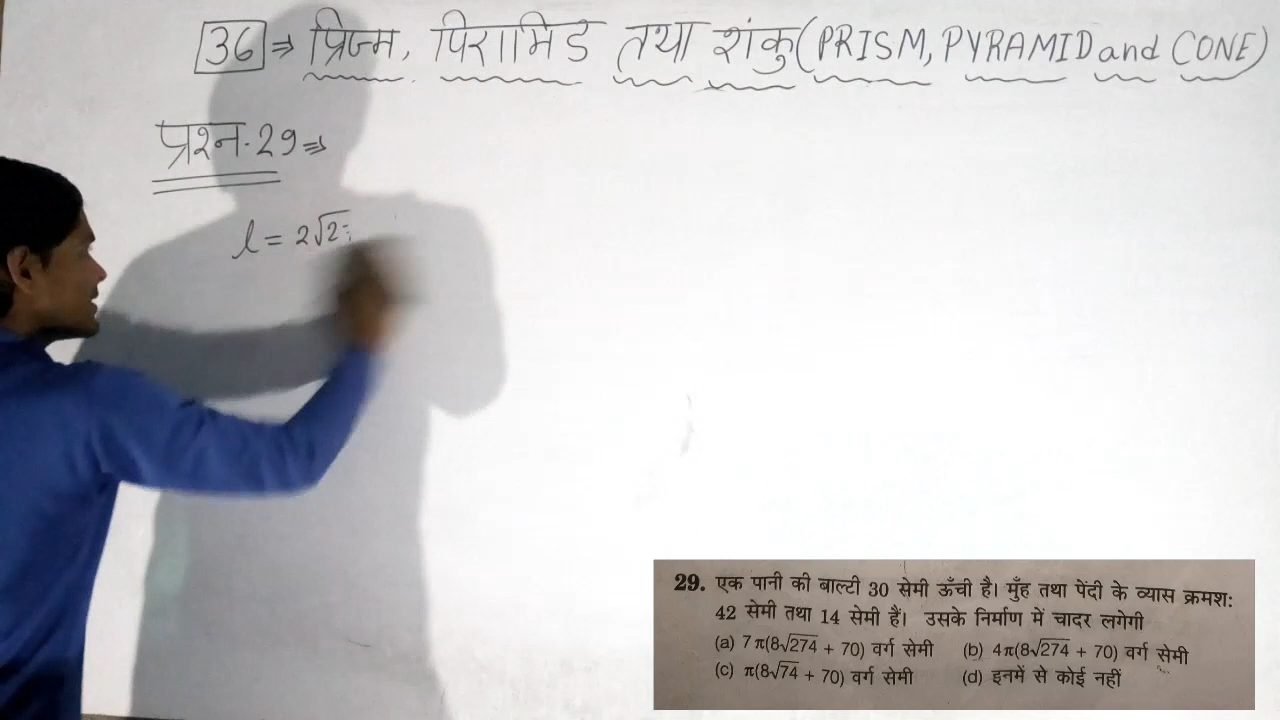 36 ⇒ प्रिज्म, पिरामिड तथा शंकु (PRISM, PYRAMID and CONE)
प्रश्न.29 ⇒
l = 2√2
29. एक पानी की बाल्टी 30 सेमी ऊँची है। मुँह तथा पेंदी के व्यास क्रमश:
42 सेमी तथा 14 सेमी हैं। उसके निर्माण में चादर लगेगी
(a) 7π(8√274 + 70) वर्ग सेमी (b) 4π(8√274 + 70) वर्ग सेमी
(c) π(8√74 + 70) वर्ग सेमी (d) इनमें से कोई नहीं